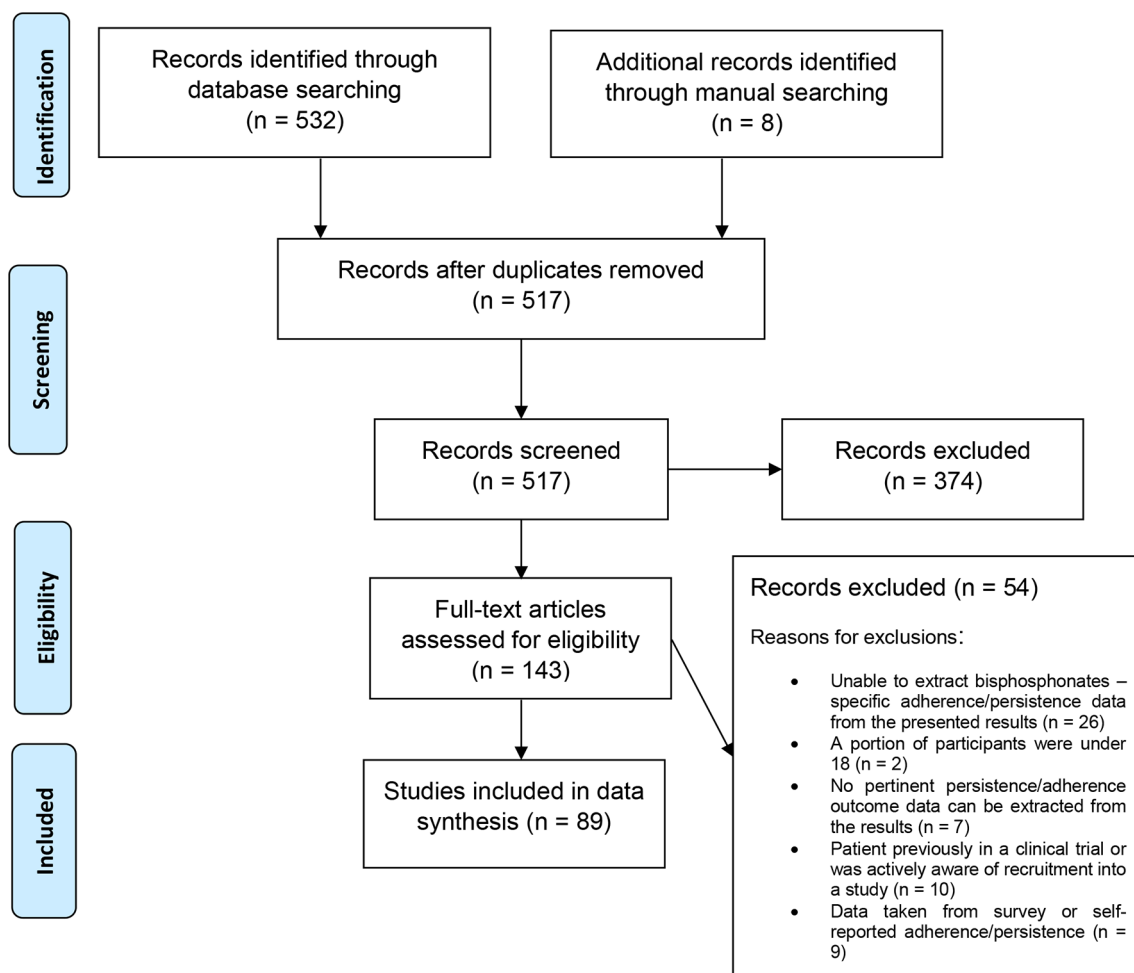 Identification
Records identified through
database searching
(n = 532)
Additional records identified
through manual searching
(n = 8)
Screening
Records after duplicates removed
(n = 517)
Records screened
(n = 517)
Records excluded
(n = 374)
Eligibility
Full-text articles
assessed for eligibility
(n = 143)
Records excluded (n = 54)
Reasons for exclusions:
• Unable to extract bisphosphonates –
specific adherence/persistence data
from the presented results (n = 26)
• A portion of participants were under
18 (n = 2)
• No pertinent persistence/adherence
outcome data can be extracted from
the results (n = 7)
• Patient previously in a clinical trial or
was actively aware of recruitment into
a study (n = 10)
• Data taken from survey or self-
reported adherence/persistence (n =
9)
Included
Studies included in data
synthesis (n = 89)